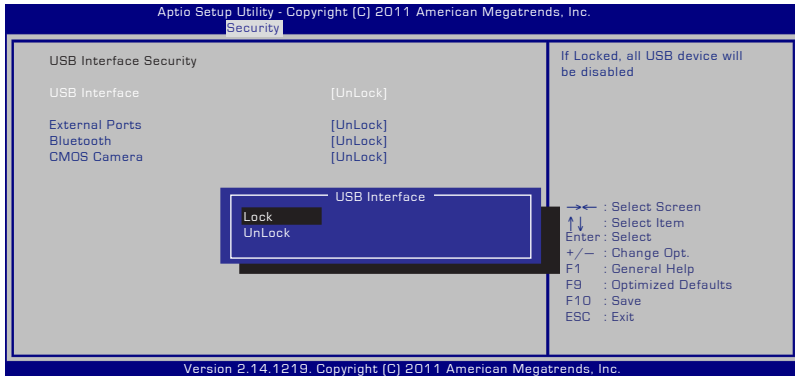 Aptio Setup Utility - Copyright (C) 2011 American Megatrends, Inc.
Security
USB Interface Security
USB Interface [UnLock]
External Ports [UnLock]
Bluetooth [UnLock]
CMOS Camera [UnLock]
USB Interface
Lock
UnLock
If Locked, all USB device will
be disabled
→← : Select Screen
↑↓ : Select Item
Enter : Select
+/— : Change Opt.
F1 : General Help
F9 : Optimized Defaults
F10 : Save
ESC : Exit
Version 2.14.1219. Copyright (C) 2011 American Megatrends, Inc.